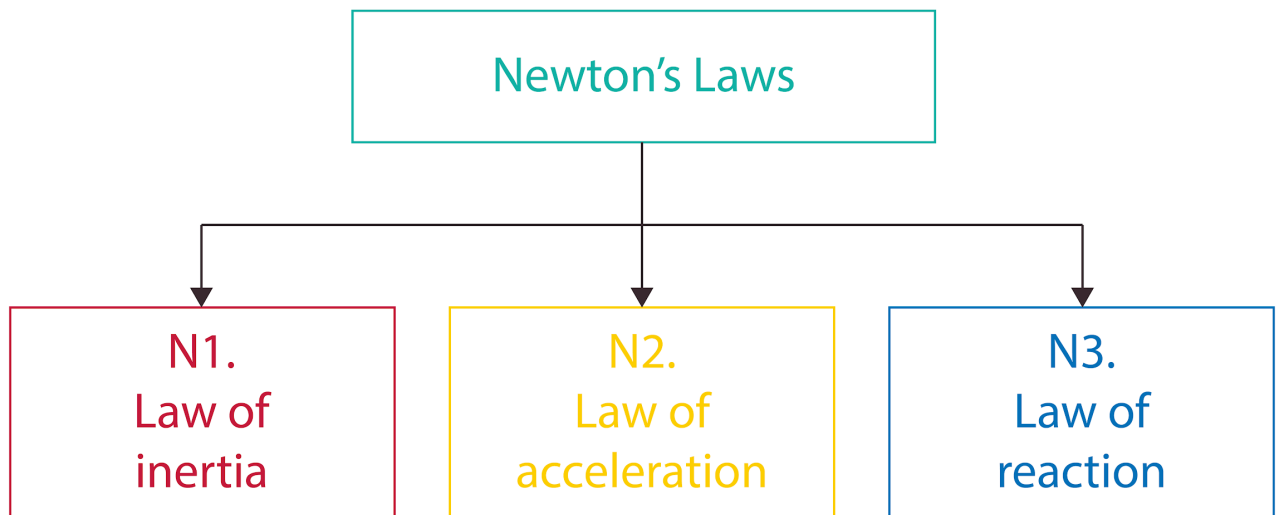 Newton’s Laws
N1.
Law of
inertia
N2.
Law of
acceleration
N3.
Law of
reaction